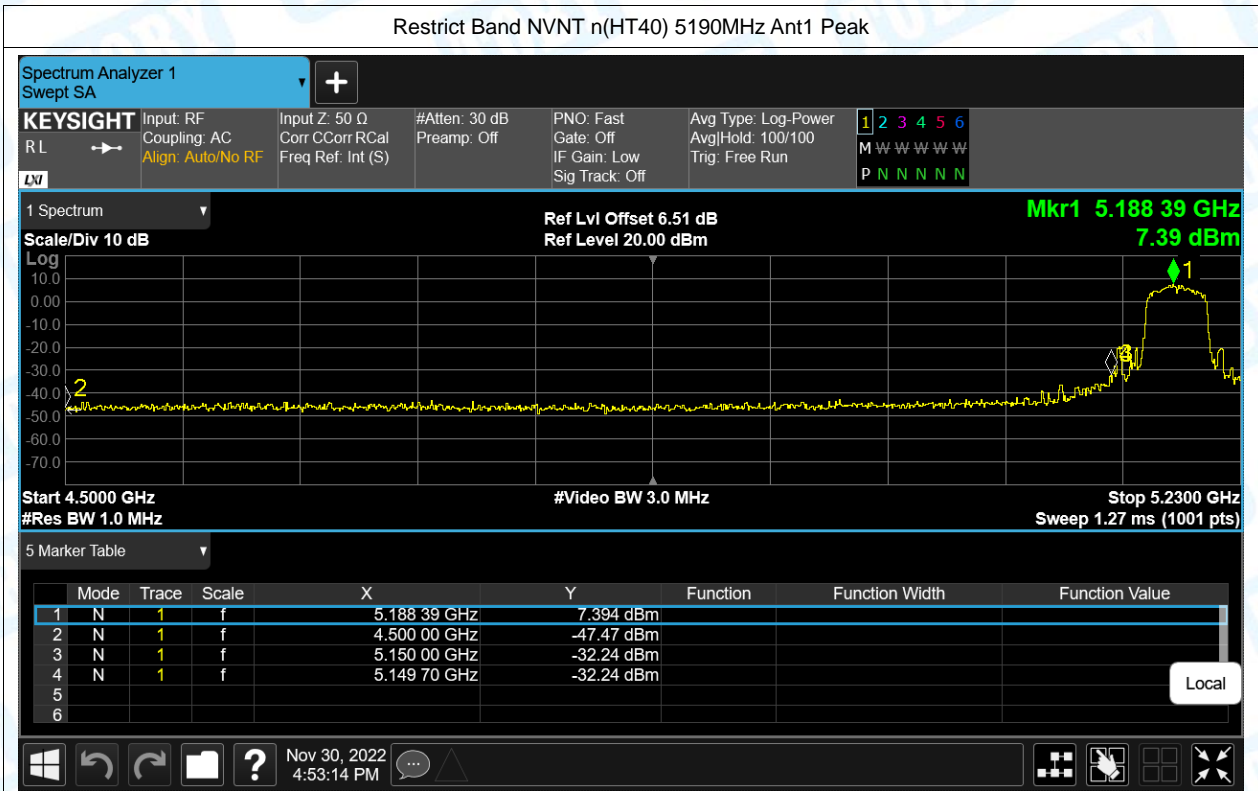 Restrict Band NVNT n(HT40) 5190MHz Ant1 Peak
Spectrum Analyzer 1
Swept SA
KEYSIGHT
RL
LXI
Input: RF
Coupling: AC
Align: Auto/No RF
Input Z: 50 Ω
Corr CCorr RCal
Freq Ref: Int (S)
#Atten: 30 dB
Preamp: Off
PNO: Fast
Gate: Off
IF Gain: Low
Sig Track: Off
Avg Type: Log-Power
Avg|Hold: 100/100
Trig: Free Run
1 2 3 4 5 6
M W W W W W
P N N N N N
1 Spectrum
Scale/Div 10 dB
Ref Lvl Offset 6.51 dB
Ref Level 20.00 dBm
Mkr1 5.188 39 GHz
7.39 dBm
Log
10.0
0.00
-10.0
-20.0
-30.0
-40.0
-50.0
-60.0
-70.0
1
2
Start 4.5000 GHz
#Video BW 3.0 MHz
Stop 5.2300 GHz
#Res BW 1.0 MHz
Sweep 1.27 ms (1001 pts)
5 Marker Table
Mode Trace Scale X Y Function Function Width Function Value
1 N 1 f 5.188 39 GHz 7.394 dBm
2 N 1 f 4.500 00 GHz -47.47 dBm
3 N 1 f 5.150 00 GHz -32.24 dBm
4 N 1 f 5.149 70 GHz -32.24 dBm
5
6
Local
Nov 30, 2022
4:53:14 PM